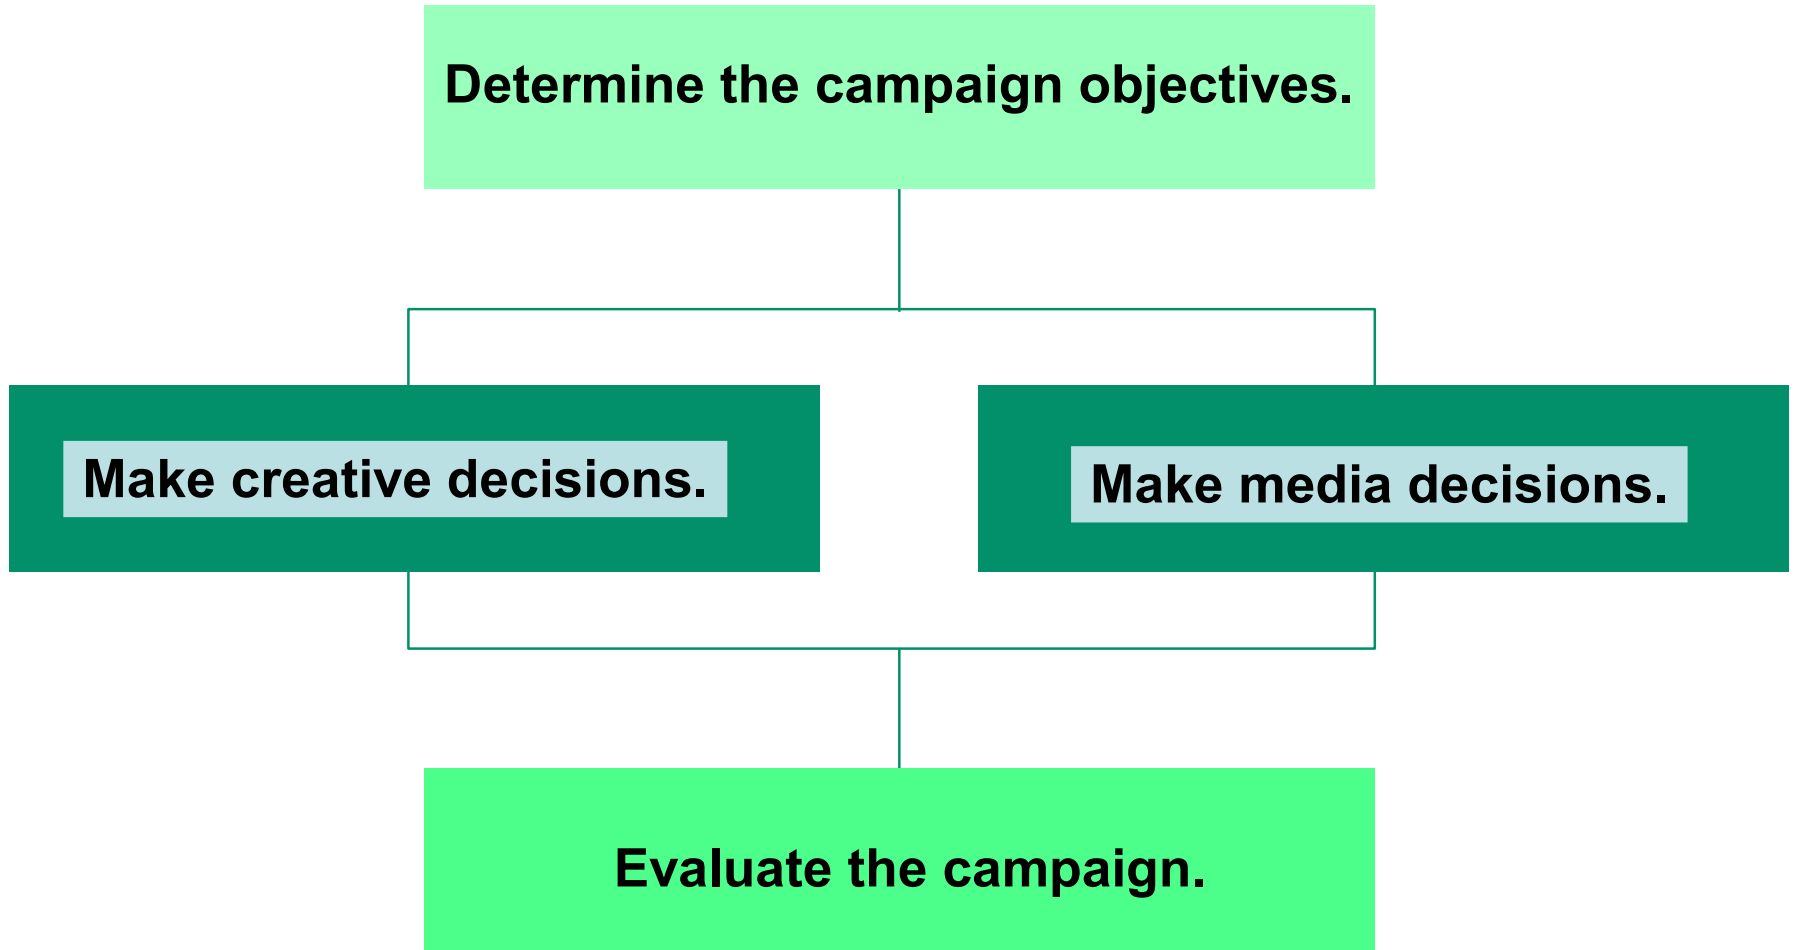 Determine the campaign objectives.
Make creative decisions.
Make media decisions.
Evaluate the campaign.